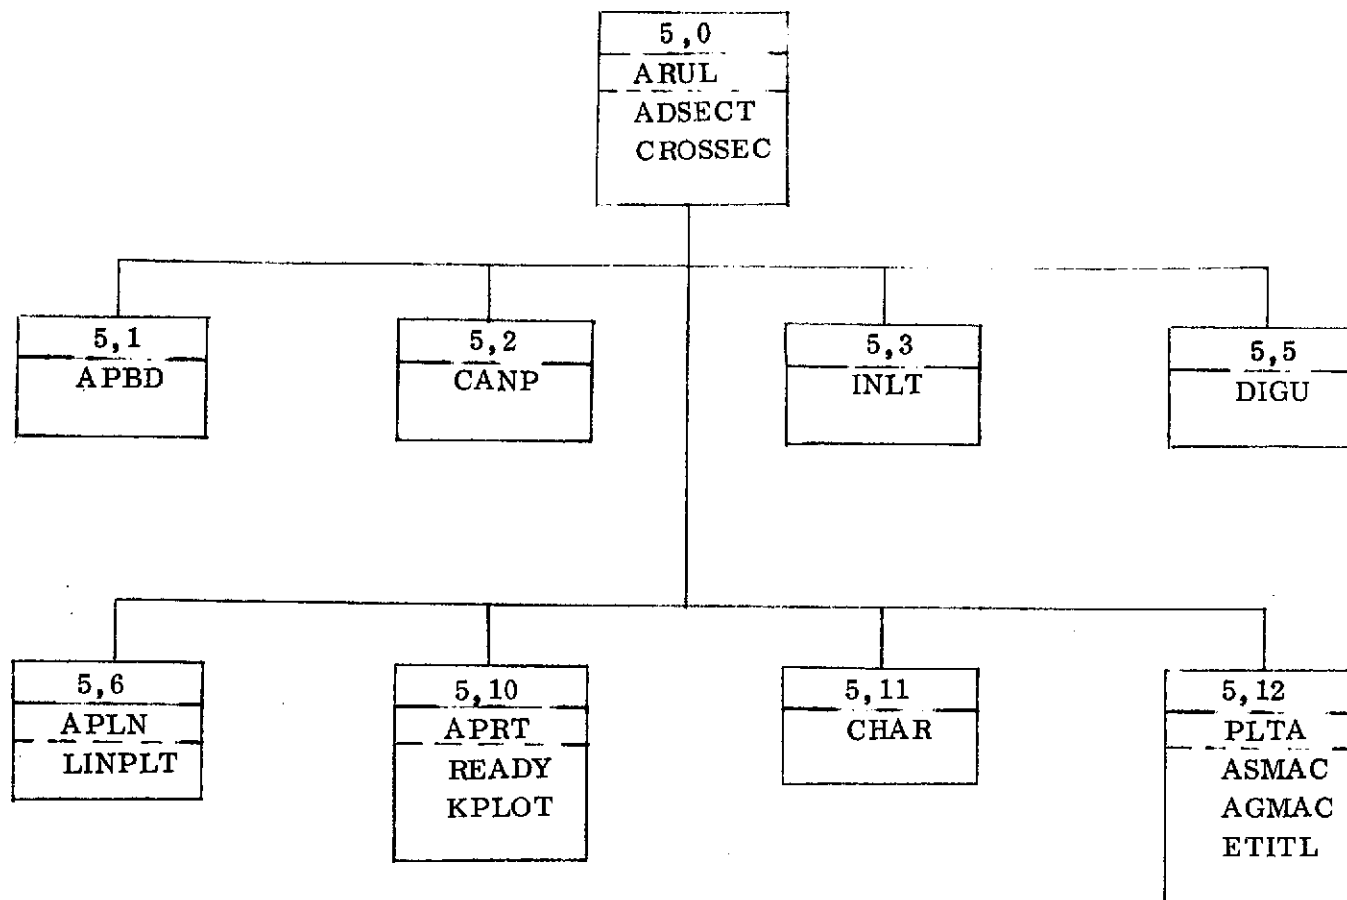 5,0
ARUL
ADSECT
CROSSEC
5,1
APBD
5,2
CANP
5,3
INLT
5,5
DIGU
5,6
APLN
LINPLT
5,10
APRT
READY
KPLOT
5,11
CHAR
5,12
PLTA
ASMAC
AGMAC
ETITL